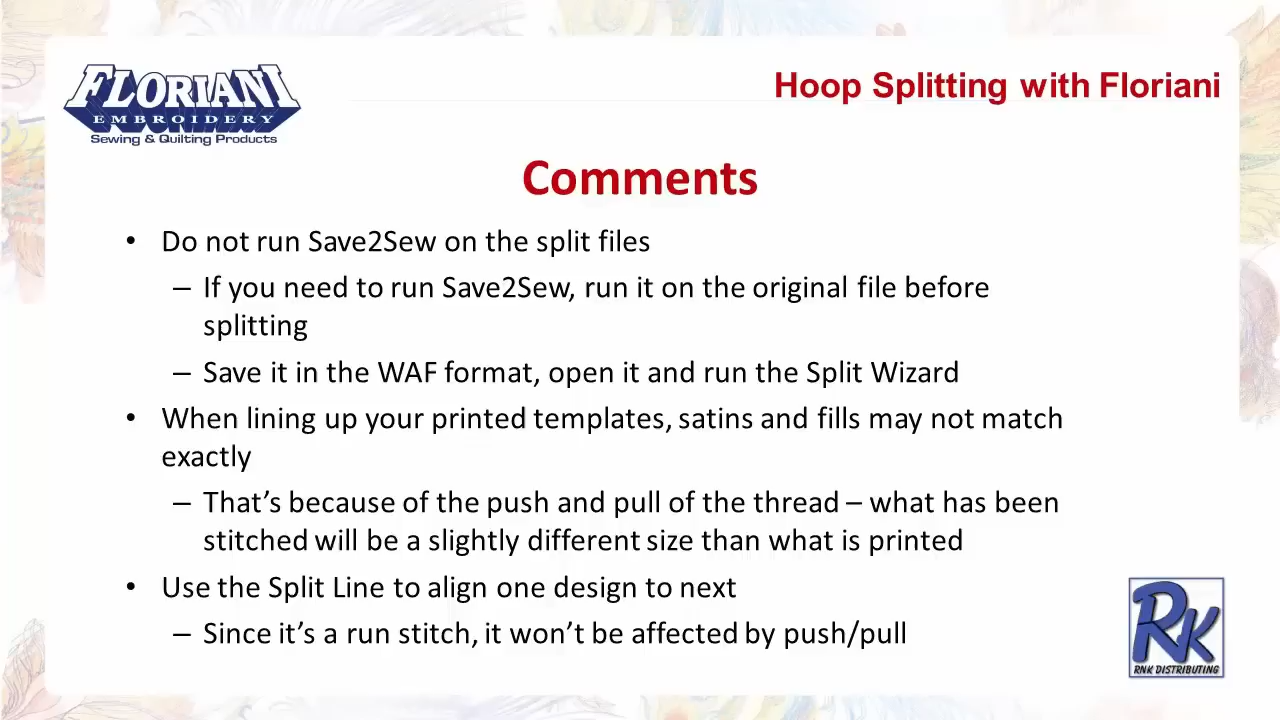 FLORIANI
EMBROIDERY
Sewing & Quilting Products
Hoop Splitting with Floriani
Comments
• Do not run Save2Sew on the split files
– If you need to run Save2Sew, run it on the original file before
splitting
– Save it in the WAF format, open it and run the Split Wizard
• When lining up your printed templates, satins and fills may not match
exactly
– That’s because of the push and pull of the thread – what has been
stitched will be a slightly different size than what is printed
• Use the Split Line to align one design to next
– Since it’s a run stitch, it won’t be affected by push/pull
RK
RNK DISTRIBUTING